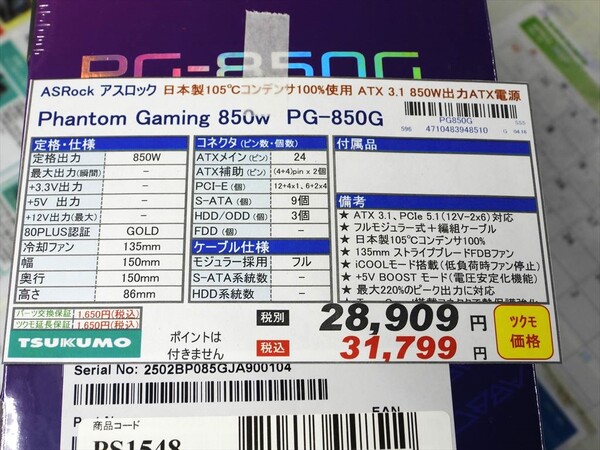 PG-850G
ASRock アスロック 日本製105℃コンデンサ100%使用 ATX 3.1 850W出力ATX電源
Phantom Gaming 850w PG-850G
PG850G
4710483948510
定格・仕様
定格出力 850W
最大出力(瞬間) -
+3.3V出力 -
+5V 出力 -
+12V出力(最大) -
80PLUS認証 GOLD
冷却ファン 135mm
幅 150mm
奥行 150mm
高さ 86mm
コネクタ(ピン数・個数)
ATXメイン(ピン) 24
ATX補助(ピン) (4+4)pin x 2個
PCI-E (個) 12+4x1、6+2x4
S-ATA (個) 9個
HDD/ODD (個) 3個
FDD (個) -
ケーブル仕様
モジュラー採用 フル
S-ATA系統数 -
HDD系統数 -
付属品
備考
★ ATX 3.1、PCIe 5.1(12V-2x6)対応
★ フルモジュラー式+編組ケーブル
★ 日本製105℃コンデンサ100%
★ 135mm ストライプブレードFDBファン
★ iCOOLモード搭載(低負荷時ファン停止)
★ +5V BOOST モード(電圧安定化機能)
★ 最大220%のピーク出力に対応
パーツ交換保証 1,650円(税込)
ツクモ延長保証 1,650円(税込)
TSUKUMO
ポイントは
付きません
税別 28,909 円
税込 31,799 円
ツクモ
価格
Serial No: 2502BP085GJA900104
EAN
商品コード
PS1548